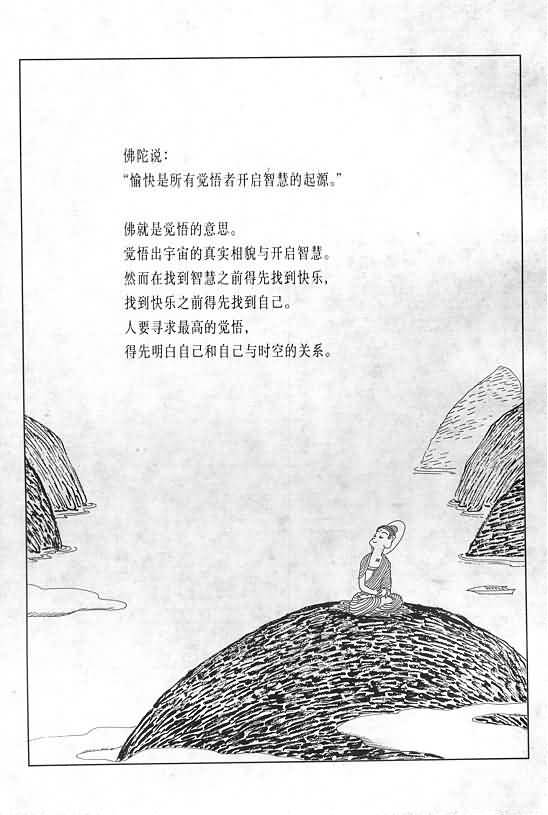 佛陀说：
“愉快是所有觉悟者开启智慧的起源。”
佛就是觉悟的意思。
觉悟出宇宙的真实相貌与开启智慧。
然而在找到智慧之前得先找到快乐，
找到快乐之前得先找到自己。
人要寻求最高的觉悟，
得先明白自己和自己与时空的关系。